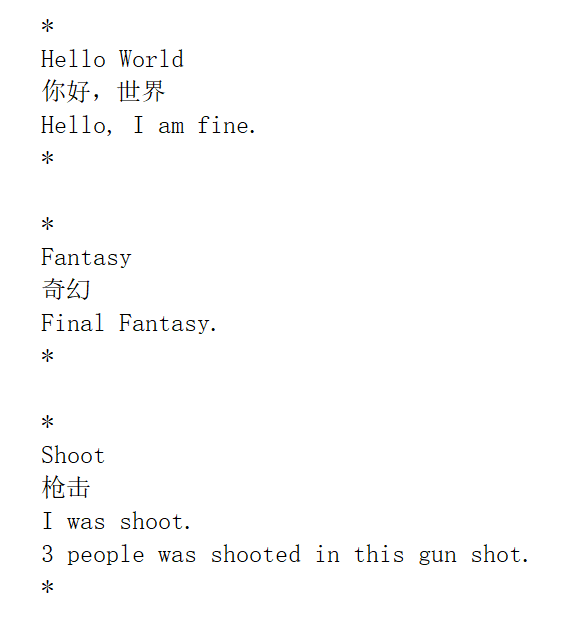 *
Hello World
你好，世界
Hello, I am fine.
*
*
Fantasy
奇幻
Final Fantasy.
*
*
Shoot
枪击
I was shoot.
3 people was shooted in this gun shot.
*